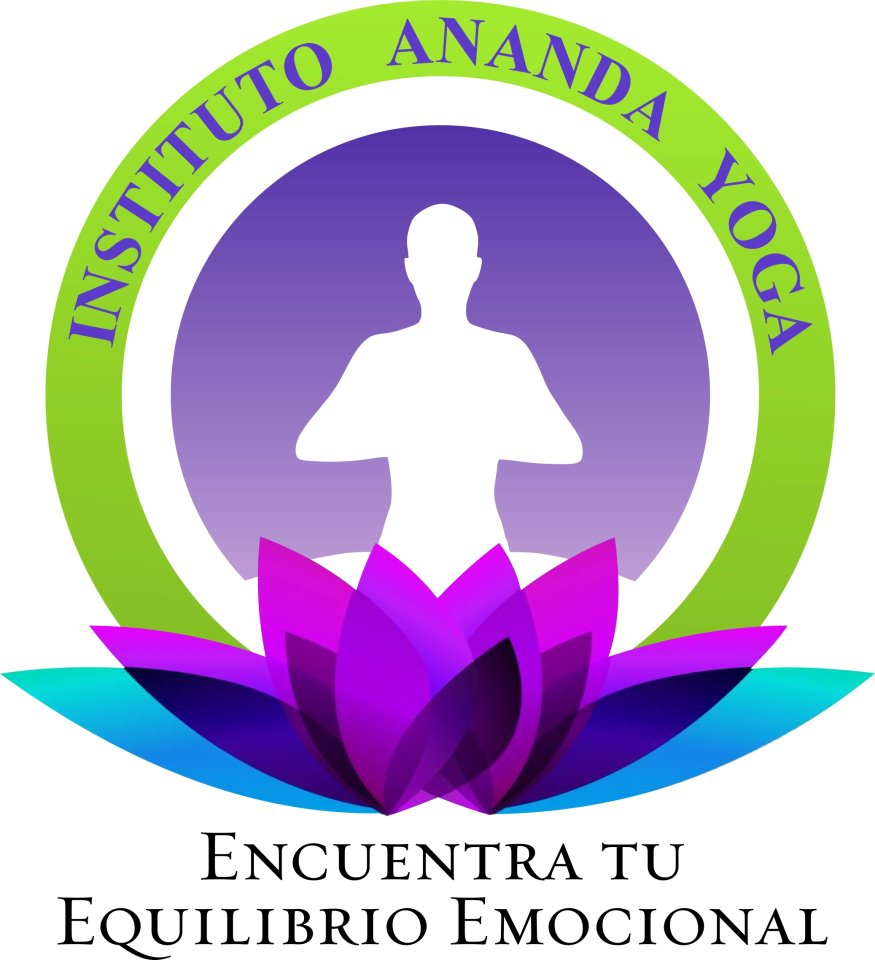 INSTITUTO ANANDA YOGA
ENCUENTRA TU
EQUILIBRIO EMOCIONAL